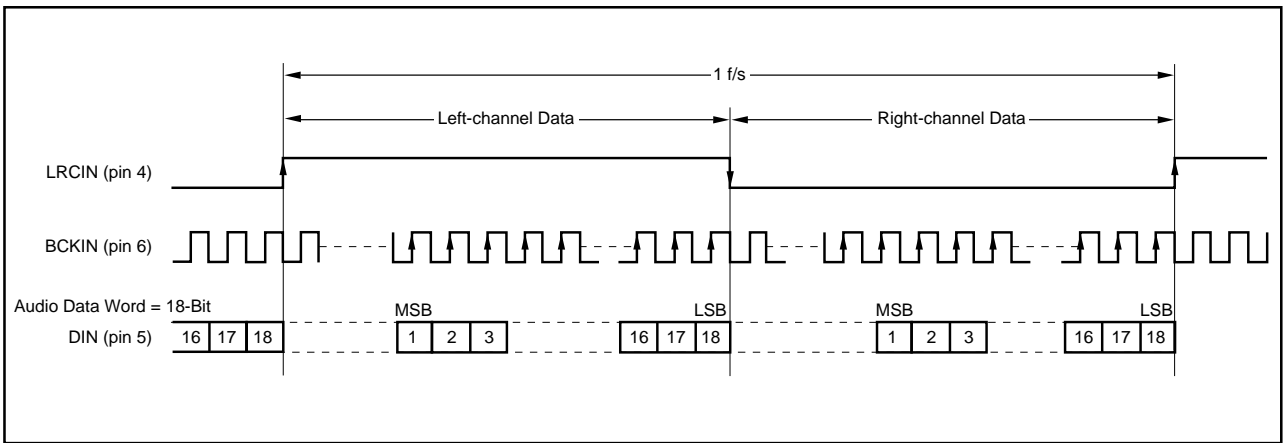 1 f/s
Left-channel Data Right-channel Data
LRCIN (pin 4)
BCKIN (pin 6)
Audio Data Word = 18-Bit
MSB LSB MSB LSB
DIN (pin 5) 16 17 18 1 2 3 16 17 18 1 2 3 16 17 18